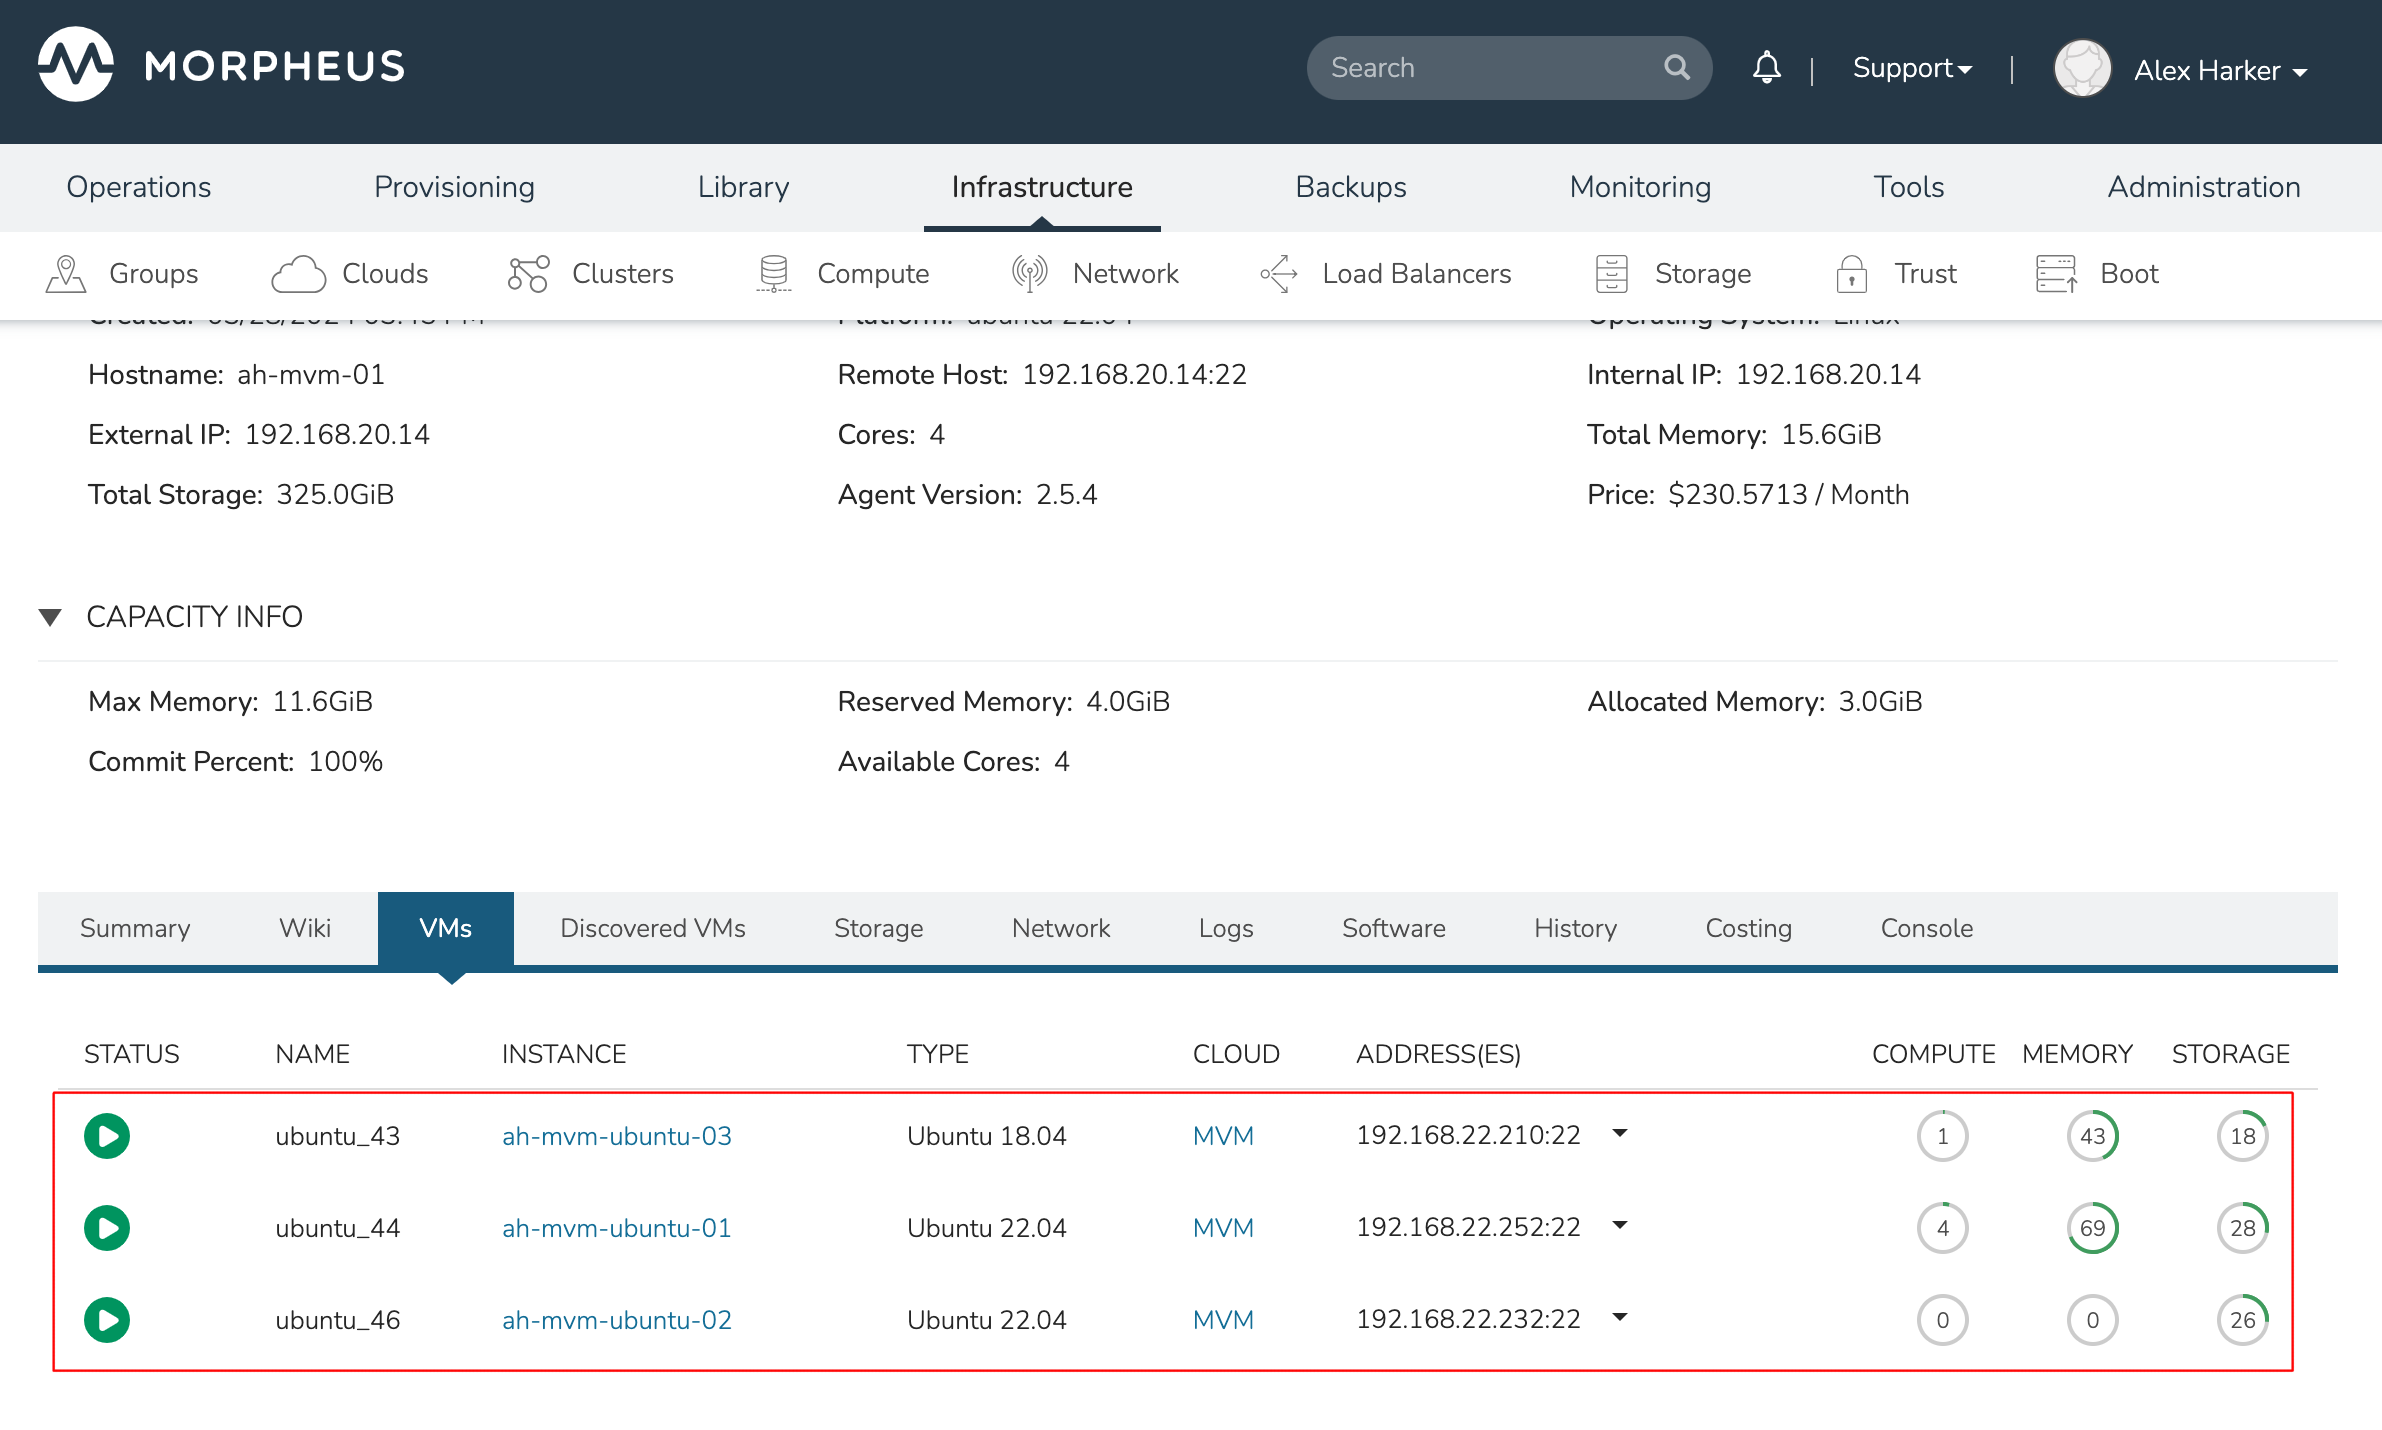 MORPHEUS
Search
Support
|
Alex Harker
Operations Provisioning Library Infrastructure Backups Monitoring Tools Administration
Groups Clouds Clusters Compute Network Load Balancers Storage Trust Boot
Hostname: ah-mvm-01 Remote Host: 192.168.20.14:22 Internal IP: 192.168.20.14
External IP: 192.168.20.14 Cores: 4 Total Memory: 15.6GiB
Total Storage: 325.0GiB Agent Version: 2.5.4 Price: $230.5713 / Month
CAPACITY INFO
Max Memory: 11.6GiB Reserved Memory: 4.0GiB Allocated Memory: 3.0GiB
Commit Percent: 100% Available Cores: 4
Summary Wiki VMs Discovered VMs Storage Network Logs Software History Costing Console
STATUS NAME INSTANCE TYPE CLOUD ADDRESS(ES) COMPUTE MEMORY STORAGE
ubuntu_43 ah-mvm-ubuntu-03 Ubuntu 18.04 MVM 192.168.22.210:22 1 43 18
ubuntu_44 ah-mvm-ubuntu-01 Ubuntu 22.04 MVM 192.168.22.252:22 4 69 28
ubuntu_46 ah-mvm-ubuntu-02 Ubuntu 22.04 MVM 192.168.22.232:22 0 0 26